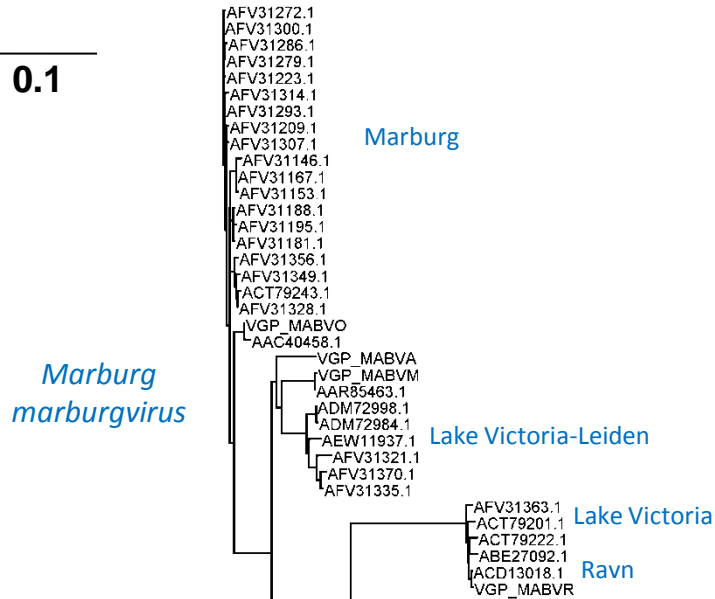 AFV31272.1
AFV31300.1
AFV31286.1
AFV31279.1
0.1
AFV31223.1
AFV31314.1
AFV31293.1
AFV31209.1
Marburg
AFV31307.1
AFV31146.1
AFV31167.1
AFV31153.1
AFV31188.1
AFV31195.1
AFV31181.1
AFV31356.1
AFV31349.1
ACT79243.1
AFV31328.1
VGP_MABVO
AAC40458.1
VGP_MABVA
Marburg
marburgvirus
VGP_MABVM
AAR85463.1
ADM72998.1
ADM72984.1
AEW11937.1 Lake Victoria-Leiden
AFV31321.1
AFV31370.1
AFV31335.1
AFV31363.1
Lake Victoria
ACT79201.1
ACT79222.1
ABE27092.1
ACD13018.1 Ravn
VGP_MABVR